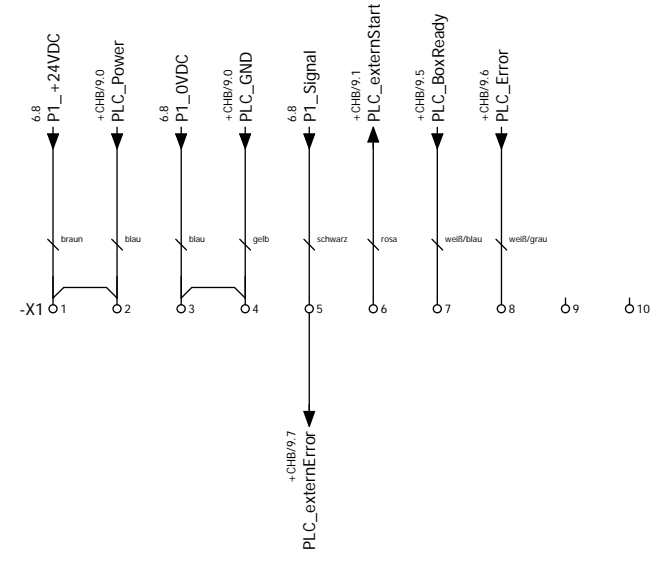 6.8
P1_+24VDC
+CHB/9.0
PLC_Power
6.8
P1_0VDC
+CHB/9.0
PLC_GND
6.8
P1_Signal
+CHB/9.1
PLC_externStart
+CHB/9.5
PLC_BoxReady
+CHB/9.6
PLC_Error
braun
blau
blau
gelb
schwarz
rosa
weiß/blau
weiß/grau
-X1 1 2 3 4 5 6 7 8 9 10
+CHB/9.7
PLC_externError